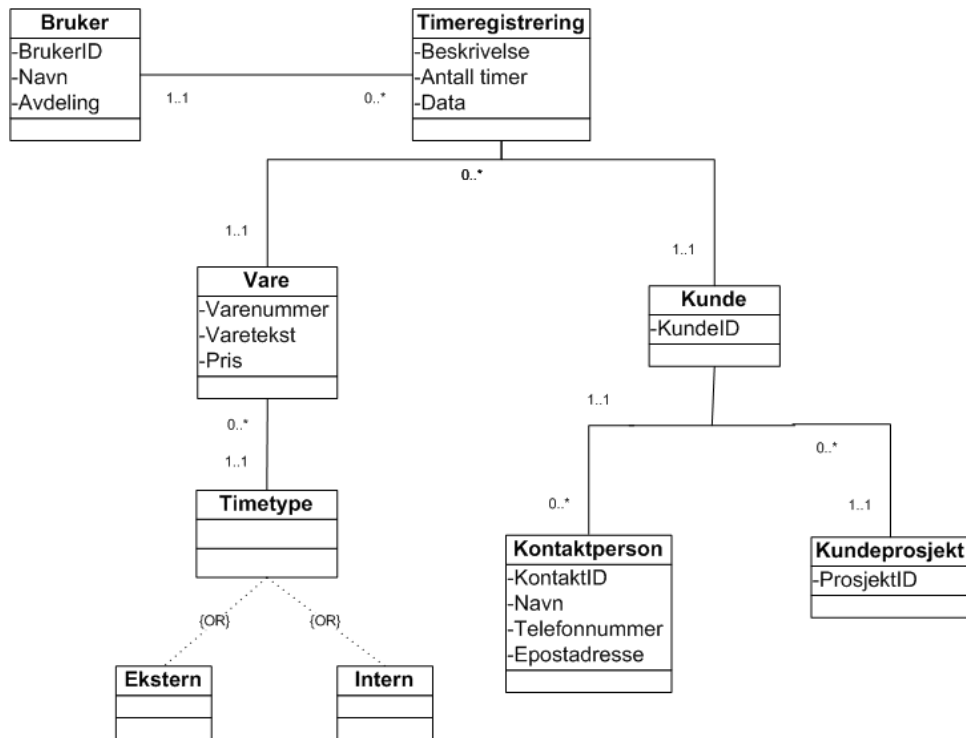 Bruker
-BrukerID
-Navn
-Avdeling
1..1
0..*
Timeregistrering
-Beskrivelse
-Antall timer
-Data
0..*
1..1
1..1
Vare
-Varenummer
-Varetekst
-Pris
Kunde
-KundeID
0..*
1..1
1..1
0..*
0..*
1..1
Timetype
Kontaktperson
-KontaktID
-Navn
-Telefonnummer
-Epostadresse
Kundeprosjekt
-ProsjektID
{OR}
{OR}
Ekstern
Intern